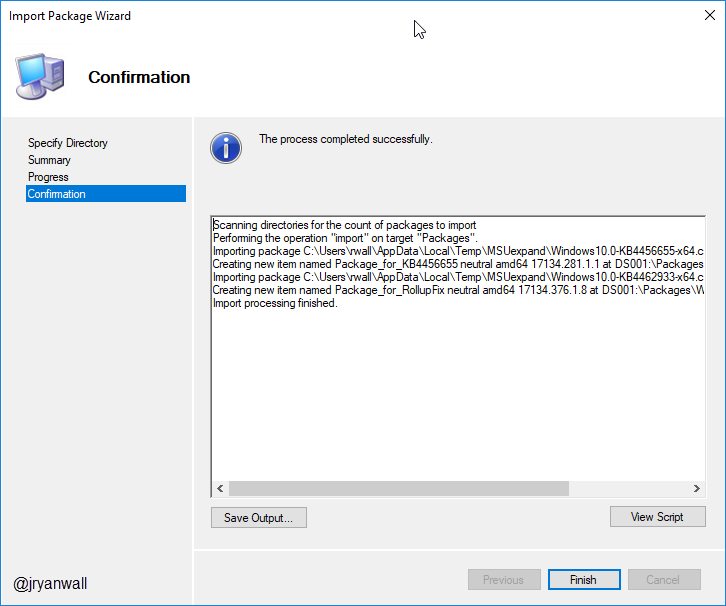 Import Package Wizard
Confirmation
Specify Directory
Summary
Progress
Confirmation
The process completed successfully.
Scanning directories for the count of packages to import
Performing the operation "import" on target "Packages".
Importing package C:\Users\rwall\AppData\Local\Temp\MSUexpand\Windows10.0-KB4456655-x64.c
Creating new item named Package_for_KB4456655 neutral amd64 17134.281.1.1 at DS001:\Packages
Importing package C:\Users\rwall\AppData\Local\Temp\MSUexpand\Windows10.0-KB4462933-x64.c
Creating new item named Package_for_RollupFix neutral amd64 17134.376.1.8 at DS001:\Packages\W
Import processing finished.
Save Output...
View Script
@jryanwall
Previous
Finish
Cancel